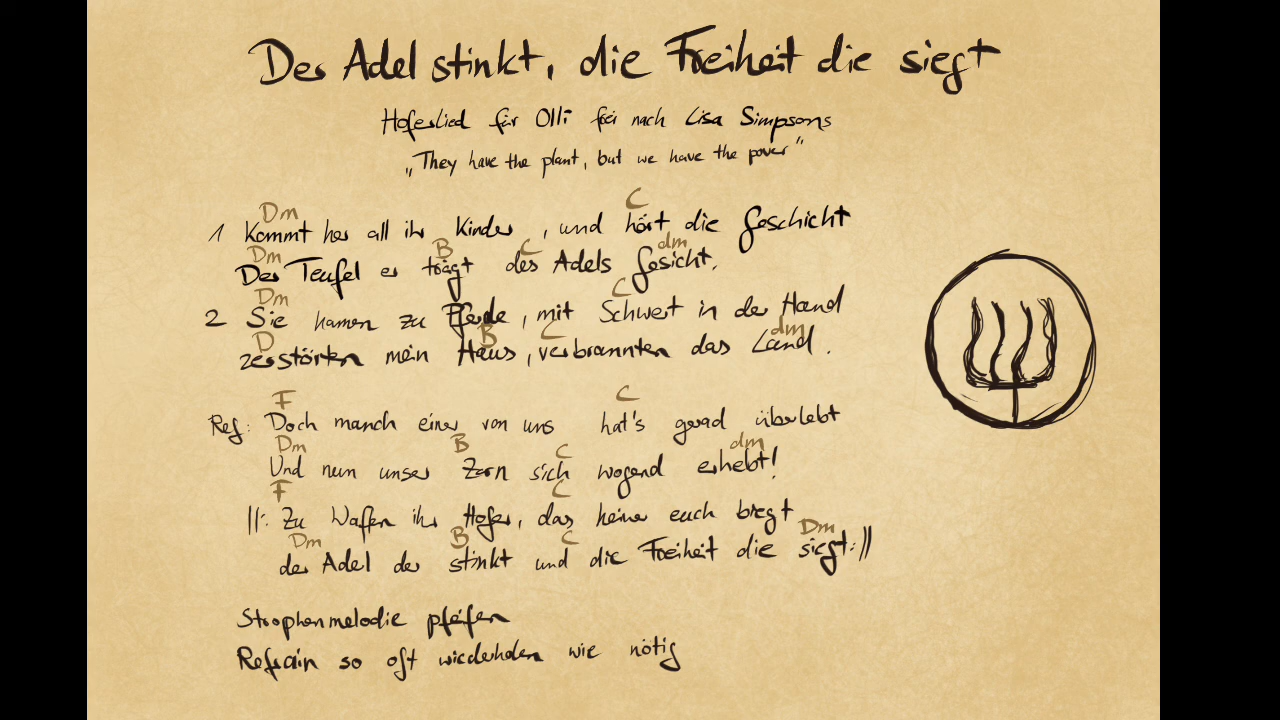 Der Adel stinkt, die Freiheit die siegt
Hoferlied für Olli frei nach Lisa Simpsons
„They have the plant, but we have the power"
Dm C
1 Kommt her all ihr Kinder, und hört die Geschicht
Dm B C dm
Der Teufel er trägt des Adels Gesicht.
Dm C
2 Sie kamen zu Pferde, mit Schwert in der Hand
D B C dm
zerstörten mein Haus, verbrannten das Land.
F C
Ref: Doch manch einer von uns hat's grad überlebt
Dm B C dm
Und nun unser Zorn sich wogend erhebt!
F C
||: Zu Waffen ihr Hofer, das keiner euch biegt
Dm B C Dm
der Adel der stinkt und die Freiheit die siegt :||
Strophenmelodie pfeifen
Refrain so oft wiederholen wie nötig